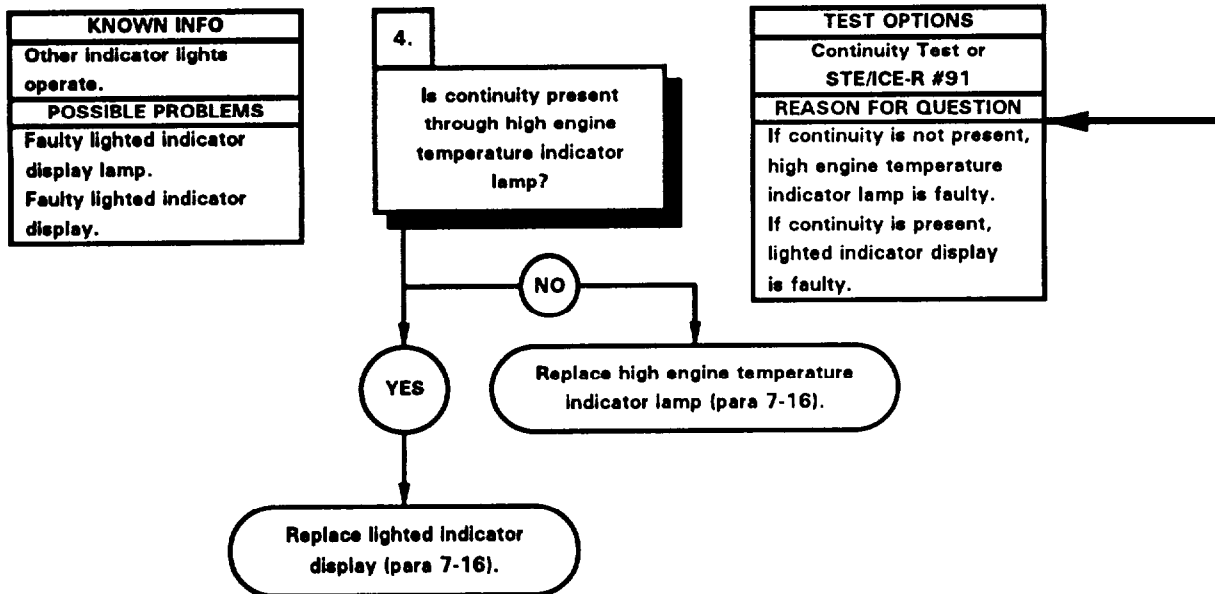 KNOWN INFO
Other indicator lights
operate.
POSSIBLE PROBLEMS
Faulty lighted indicator
display lamp.
Faulty lighted indicator
display.
4.
Is continuity present
through high engine
temperature indicator
lamp?
TEST OPTIONS
Continuity Test or
STE/ICE-R #91
REASON FOR QUESTION
If continuity is not present,
high engine temperature
indicator lamp is faulty.
If continuity is present,
lighted indicator display
is faulty.
NO
YES
Replace high engine temperature
indicator lamp (para 7-16).
Replace lighted indicator
display (para 7-16).